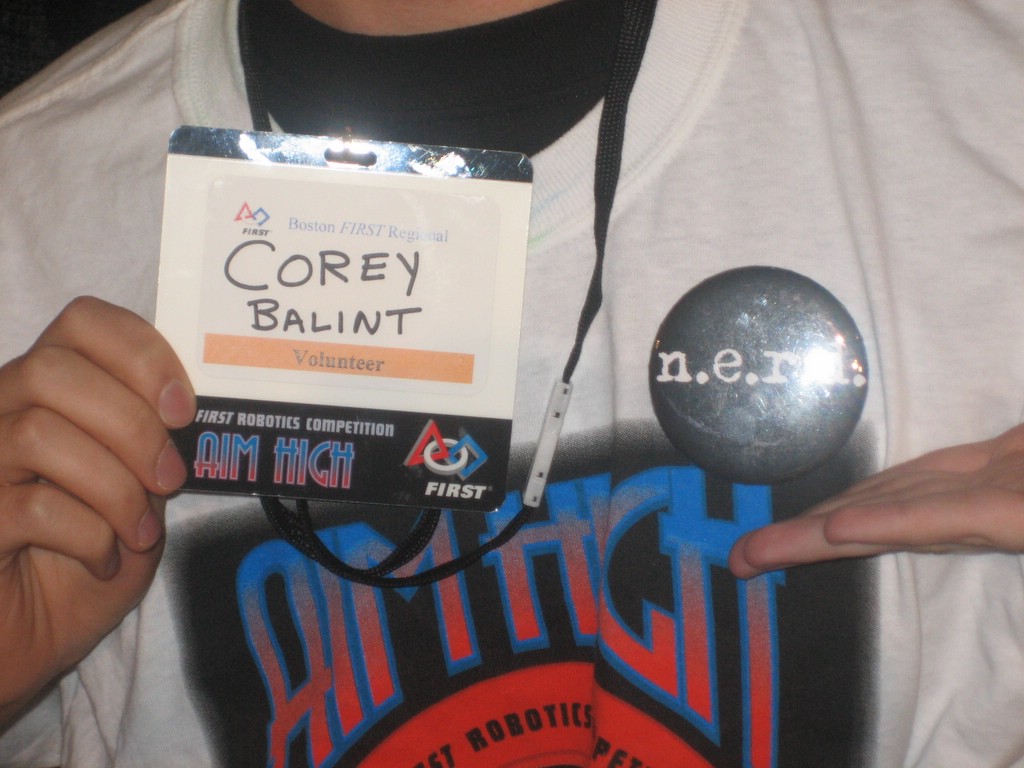 FIRST
Boston FIRST Regional
COREY
BALINT
Volunteer
FIRST ROBOTICS COMPETITION
AIM HIGH
FIRST
n.e.r.d.
AIM HIGH
ROBOTICS